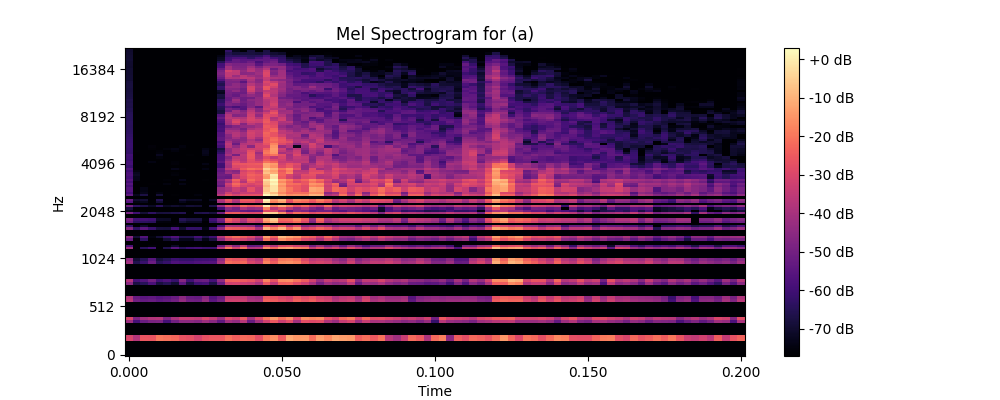 Mel Spectrogram for (a)
16384
8192
4096
2048
1024
512
0
Hz
0.000
0.050
0.100
0.150
0.200
Time
+0 dB
-10 dB
-20 dB
-30 dB
-40 dB
-50 dB
-60 dB
-70 dB